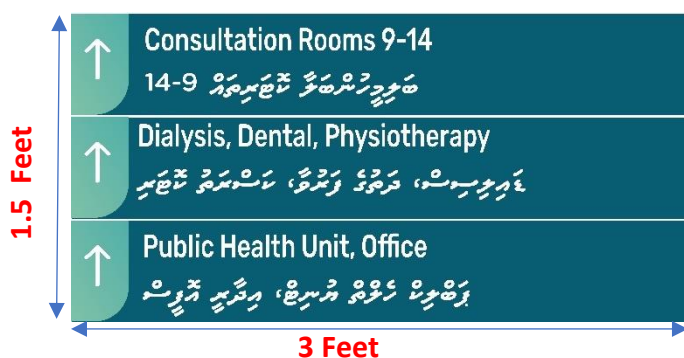 Consultation Rooms 9-14
ބަލިމީހުންބަލާ ކޮޓަރިތައް 9-14
Dialysis, Dental, Physiotherapy
ޑައިލިސިސް، ދަތުގެ ފަރުވާ، ކަސްރަތު ކޮޓަރި
Public Health Unit, Office
ޕަބްލިކް ހެލްތް ޔުނިޓް، އިދާރީ އޮފީސް
1.5 Feet
3 Feet